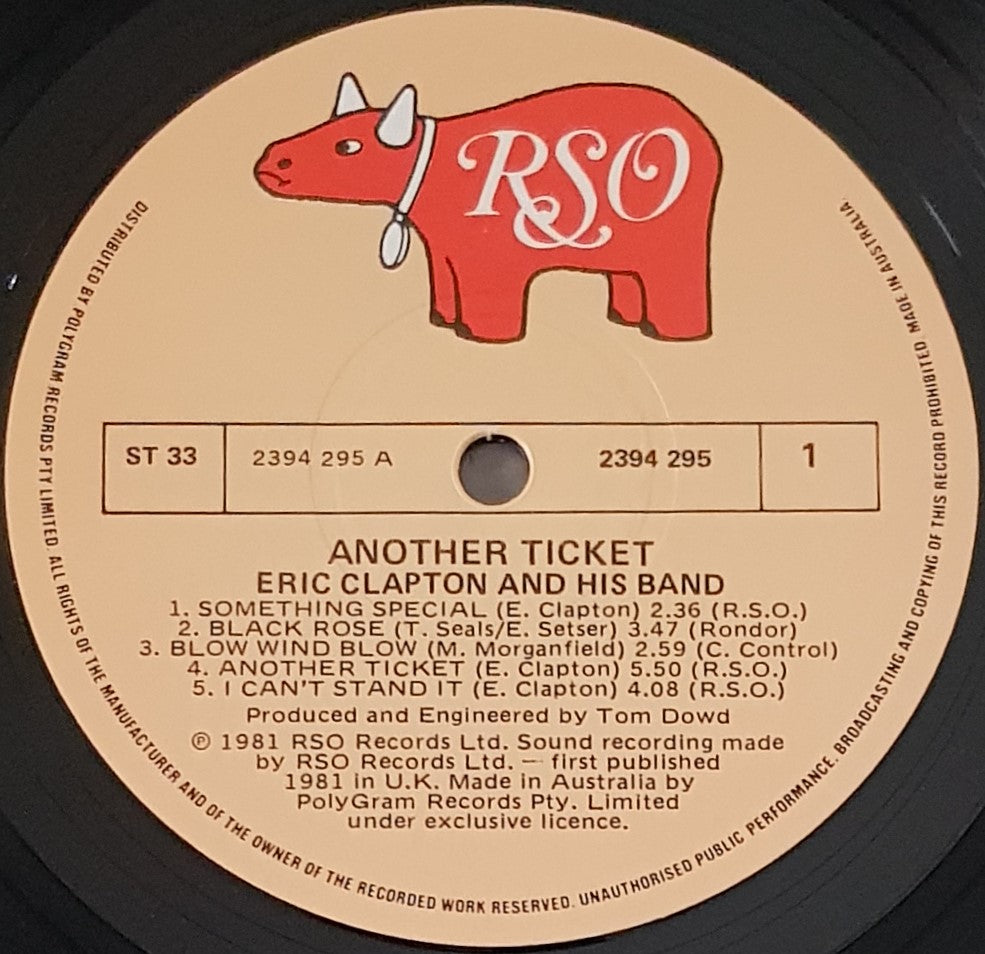 RSO
ST 33
2394 295 A
2394 295
1
ANOTHER TICKET
ERIC CLAPTON AND HIS BAND
1. SOMETHING SPECIAL (E. Clapton) 2.36 (R.S.O.)
2. BLACK ROSE (T. Seals/E. Setser) 3.47 (Rondor)
3. BLOW WIND BLOW (M. Morganfield) 2.59 (C. Control)
4. ANOTHER TICKET (E. Clapton) 5.50 (R.S.O.)
5. I CAN'T STAND IT (E. Clapton) 4.08 (R.S.O.)
Produced and Engineered by Tom Dowd
℗ 1981 RSO Records Ltd. Sound recording made
by RSO Records Ltd. — first published
1981 in U.K. Made in Australia by
PolyGram Records Pty. Limited
under exclusive licence.
DISTRIBUTED BY POLYGRAM RECORDS PTY LIMITED. ALL RIGHTS OF THE MANUFACTURER AND OF THE OWNER OF THE RECORDED WORK RESERVED. UNAUTHORISED PUBLIC PERFORMANCE, BROADCASTING AND COPYING OF THIS RECORD PROHIBITED. MADE IN AUSTRALIA.